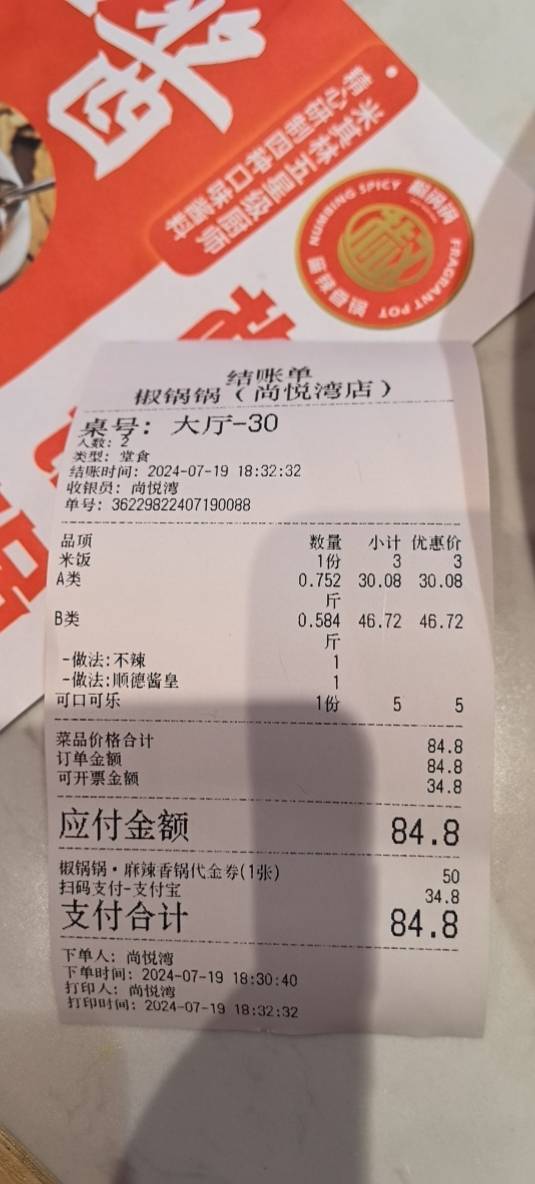 酱
米其林五星级厨师
精心研制四种口味酱料
NUMBING SPICY
FRAGRANT POT
椒锅锅
麻辣香锅
结账单
椒锅锅（尚悦湾店）
桌号: 大厅-30
人数: 2
类型: 堂食
结账时间: 2024-07-19 18:32:32
收银员: 尚悦湾
单号: 36229822407190088
品项 数量 小计 优惠价
米饭 1份 3 3
A类 0.752 30.08 30.08
斤
B类 0.584 46.72 46.72
斤
-做法:不辣 1
-做法:顺德酱皇 1
可口可乐 1份 5 5
菜品价格合计 84.8
订单金额 84.8
可开票金额 34.8
应付金额 84.8
椒锅锅·麻辣香锅代金券(1张) 50
扫码支付-支付宝 34.8
支付合计 84.8
下单人: 尚悦湾
下单时间: 2024-07-19 18:30:40
打印人: 尚悦湾
打印时间: 2024-07-19 18:32:32